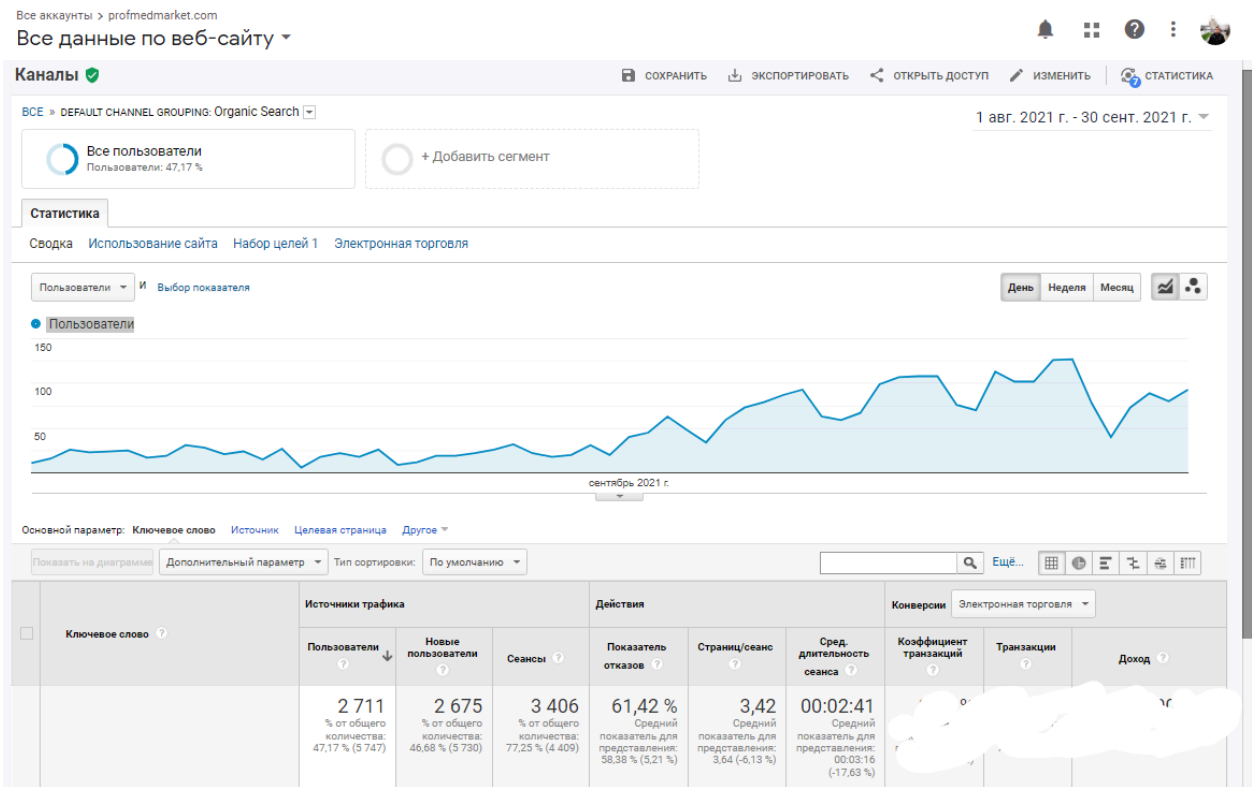 Все аккаунты > profmedmarket.com
Все данные по веб-сайту
Каналы
СОХРАНИТЬ ЭКСПОРТИРОВАТЬ ОТКРЫТЬ ДОСТУП ИЗМЕНИТЬ 7 СТАТИСТИКА
ВСЕ » DEFAULT CHANNEL GROUPING: Organic Search
1 авг. 2021 г. - 30 сент. 2021 г.
Все пользователи
Пользователи: 47,17 %
+ Добавить сегмент
Статистика
Сводка Использование сайта Набор целей 1 Электронная торговля
Пользователи и Выбор показателя
День Неделя Месяц
Пользователи
150
100
50
сентябрь 2021 г.
Основной параметр: Ключевое слово Источник Целевая страница Другое
Показать на диаграмме Дополнительный параметр Тип сортировки: По умолчанию
Ещё...
Ключевое слово ?
Источники трафика
Действия
Конверсии Электронная торговля
Пользователи ?
Новые пользователи ?
Сеансы ?
Показатель отказов ?
Страниц/сеанс ?
Сред. длительность сеанса ?
Коэффициент транзакций ?
Транзакции ?
Доход ?
2 711
% от общего
количества:
47,17 % (5 747)
2 675
% от общего
количества:
46,68 % (5 730)
3 406
% от общего
количества:
77,25 % (4 409)
61,42 %
Средний
показатель для
представления:
58,38 % (5,21 %)
3,42
Средний
показатель для
представления:
3,64 (-6,13 %)
00:02:41
Средний
показатель для
представления:
00:03:16
(-17,63 %)